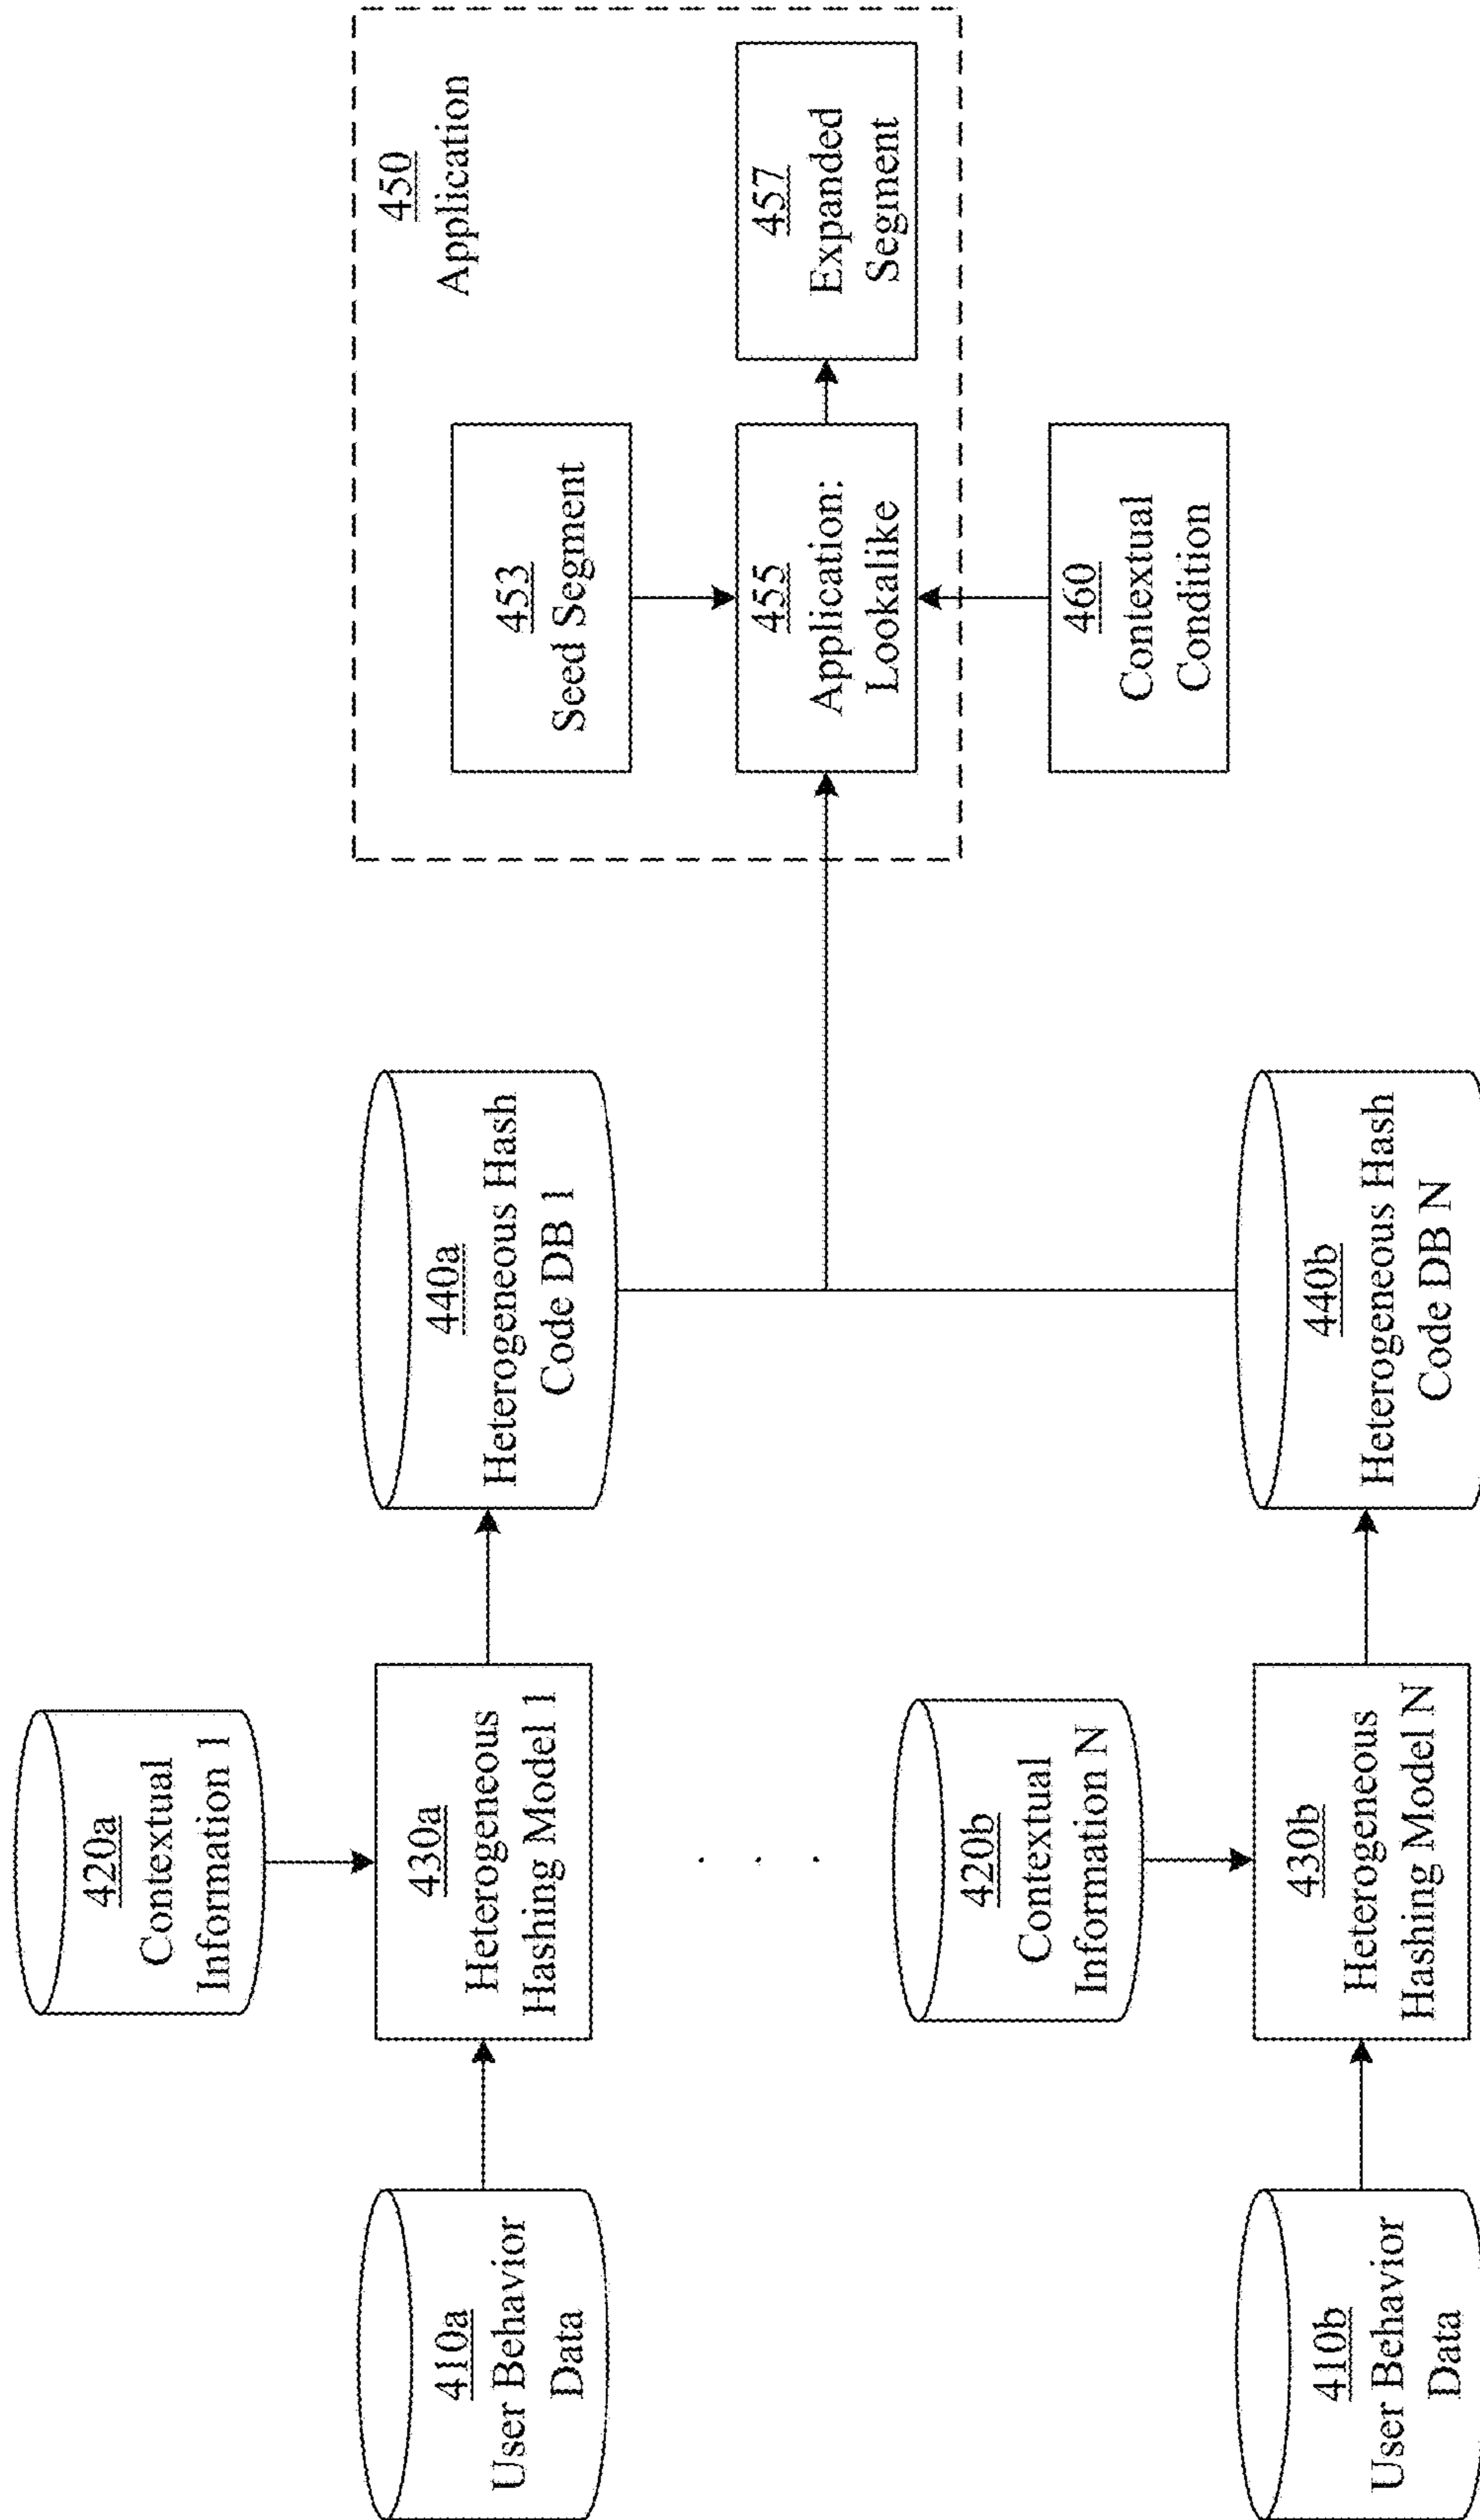 420a
Contextual
Information 1
410a
User Behavior
Data
430a
Heterogeneous
Hashing Model 1
440a
Heterogeneous Hash
Code DB 1
. . .
420b
Contextual
Information N
410b
User Behavior
Data
430b
Heterogeneous
Hashing Model N
440b
Heterogeneous Hash
Code DB N
450
Application
453
Seed Segment
455
Application:
Lookalike
457
Expanded
Segment
460
Contextual
Condition